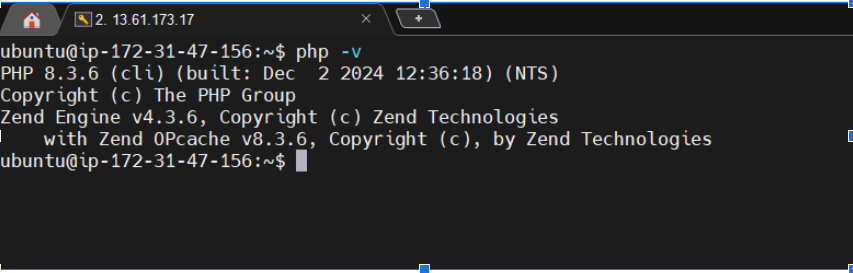 2. 13.61.173.17
ubuntu@ip-172-31-47-156:~$ php -v
PHP 8.3.6 (cli) (built: Dec  2 2024 12:36:18) (NTS)
Copyright (c) The PHP Group
Zend Engine v4.3.6, Copyright (c) Zend Technologies
    with Zend OPcache v8.3.6, Copyright (c), by Zend Technologies
ubuntu@ip-172-31-47-156:~$